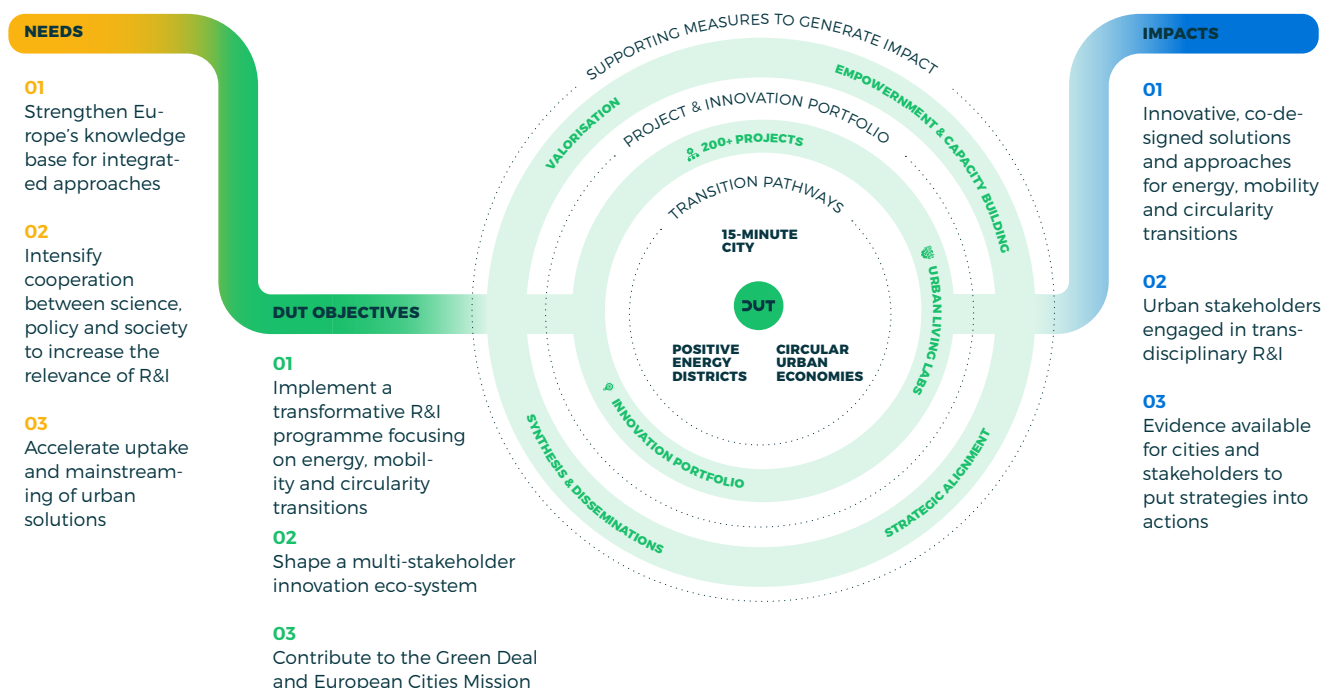 NEEDS
01
Strengthen Eu-
rope's knowledge
base for integrat-
ed approaches
02
Intensify
cooperation
between science,
policy and society
to increase the
relevance of R&I
03
Accelerate uptake
and mainstream-
ing of urban
solutions
DUT OBJECTIVES
01
Implement a
transformative R&I
programme focusing
on energy, mobil-
ity and circularity
transitions
02
Shape a multi-stakeholder
innovation eco-system
03
Contribute to the Green Deal
and European Cities Mission
SUPPORTING MEASURES TO GENERATE IMPACT
VALORISATION
EMPOWERNMENT & CAPACITY BUILDING
STRATEGIC ALIGNMENT
SYNTHESIS & DISSEMINATIONS
PROJECT & INNOVATION PORTFOLIO
200+ PROJECTS
URBAN LIVING LABS
INNOVATION PORTFOLIO
TRANSITION PATHWAYS
15-MINUTE
CITY
DUT
POSITIVE
ENERGY
DISTRICTS
CIRCULAR
URBAN
ECONOMIES
IMPACTS
01
Innovative, co-de-
signed solutions
and approaches
for energy, mobility
and circularity
transitions
02
Urban stakeholders
engaged in trans-
disciplinary R&I
03
Evidence available
for cities and
stakeholders to
put strategies into
actions